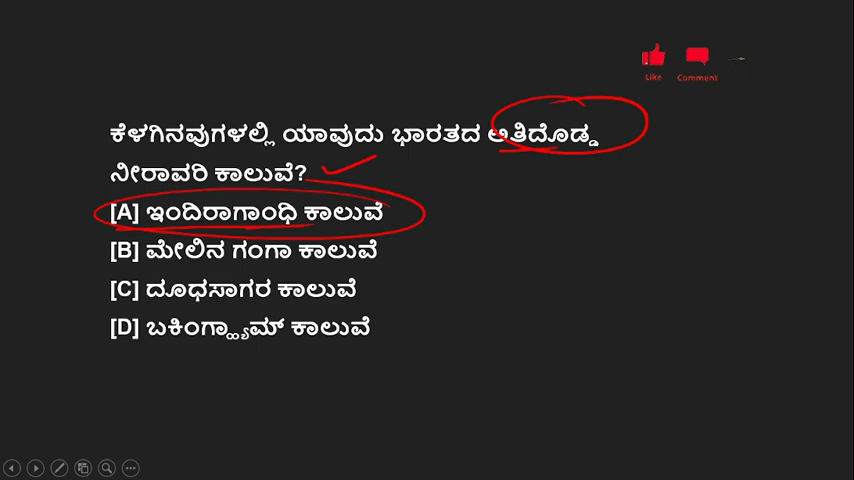 Like Comment
ಕೆಳಗಿನವುಗಳಲ್ಲಿ ಯಾವುದು ಭಾರತದ ಅತಿದೊಡ್ಡ
ನೀರಾವರಿ ಕಾಲುವೆ?
[A] ಇಂದಿರಾಗಾಂಧಿ ಕಾಲುವೆ
[B] ಮೇಲಿನ ಗಂಗಾ ಕಾಲುವೆ
[C] ದೂಧಸಾಗರ ಕಾಲುವೆ
[D] ಬಕಿಂಗ್ಹ್ಯಾಮ್ ಕಾಲುವೆ